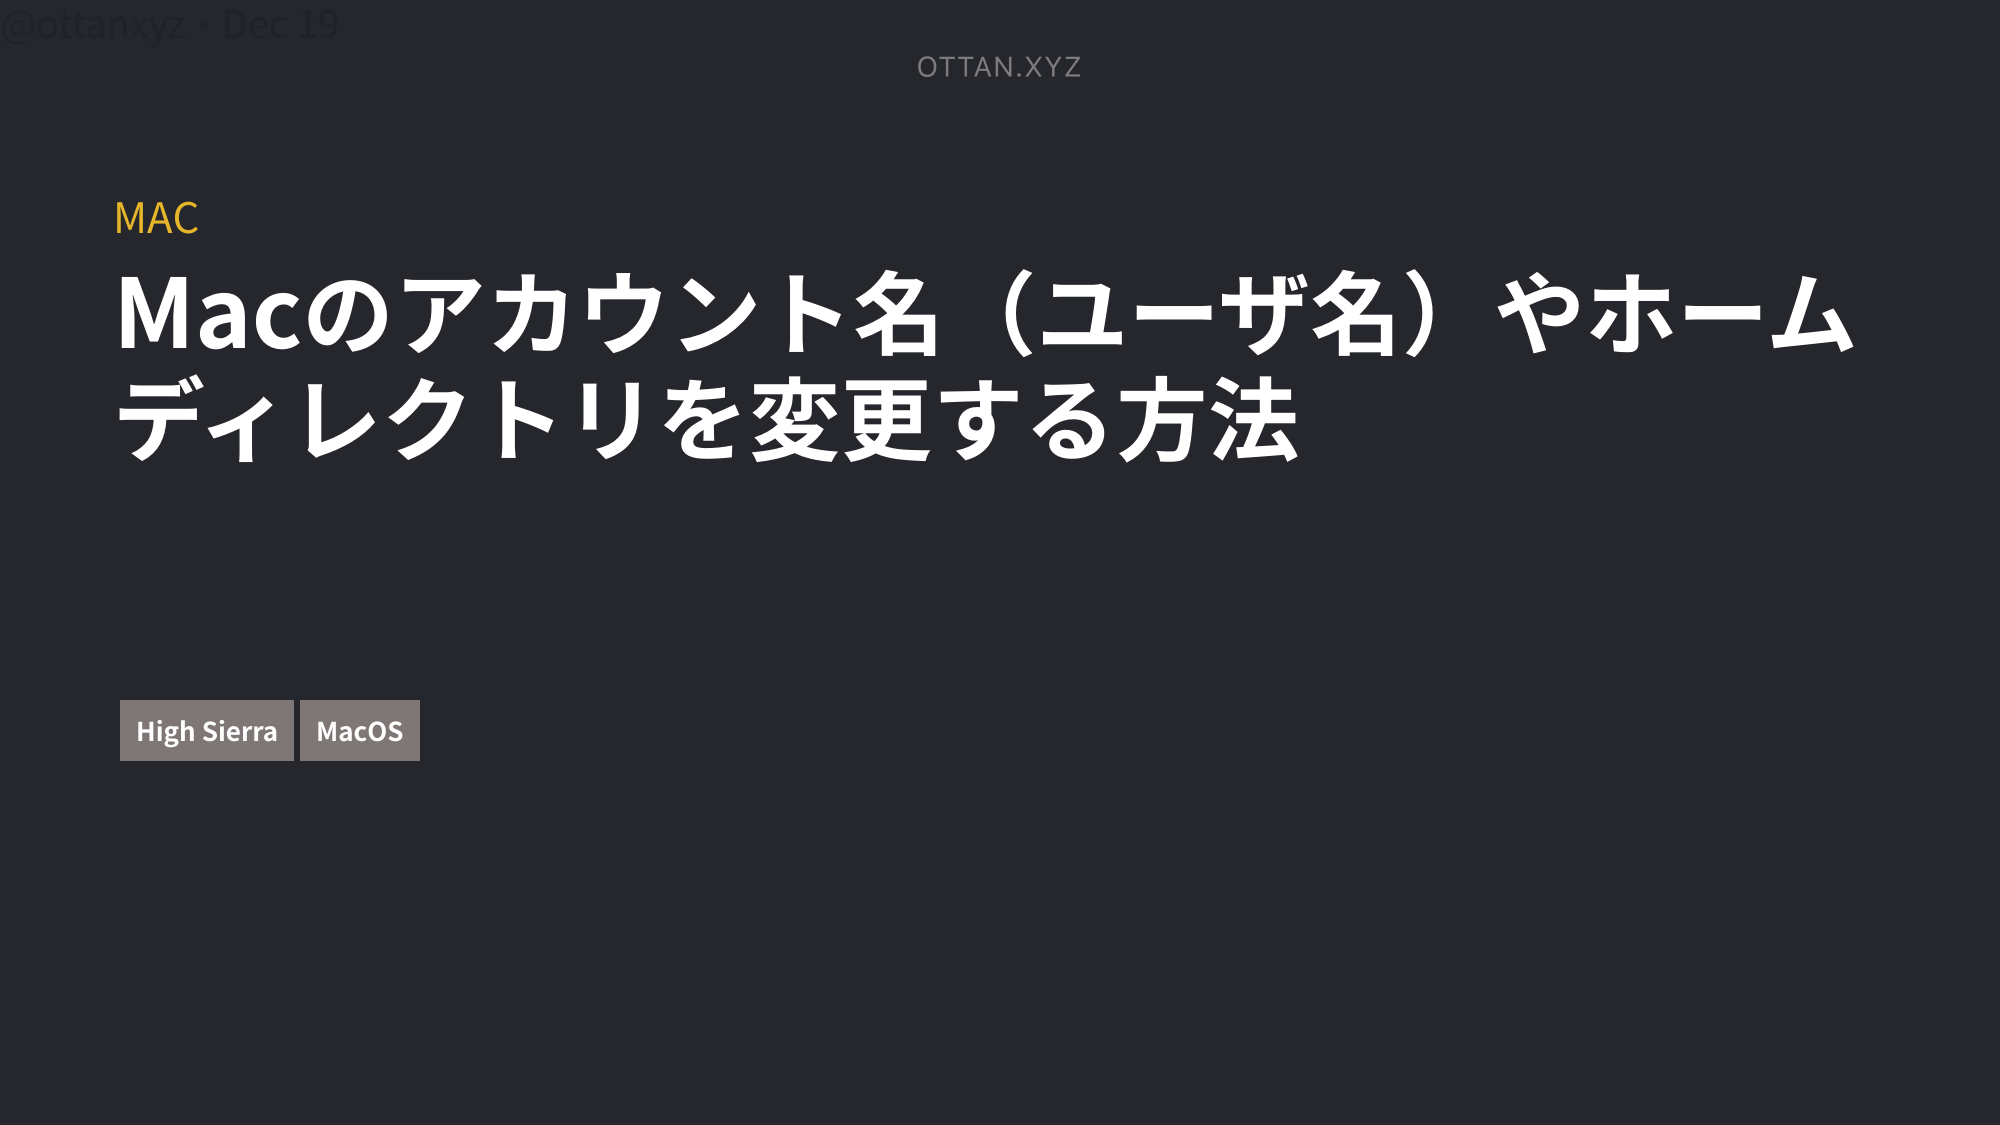 @ottanxyz・Dec 19
OTTAN.XYZ
MAC
Macのアカウント名（ユーザ名）やホーム
ディレクトリを変更する方法
High Sierra
MacOS